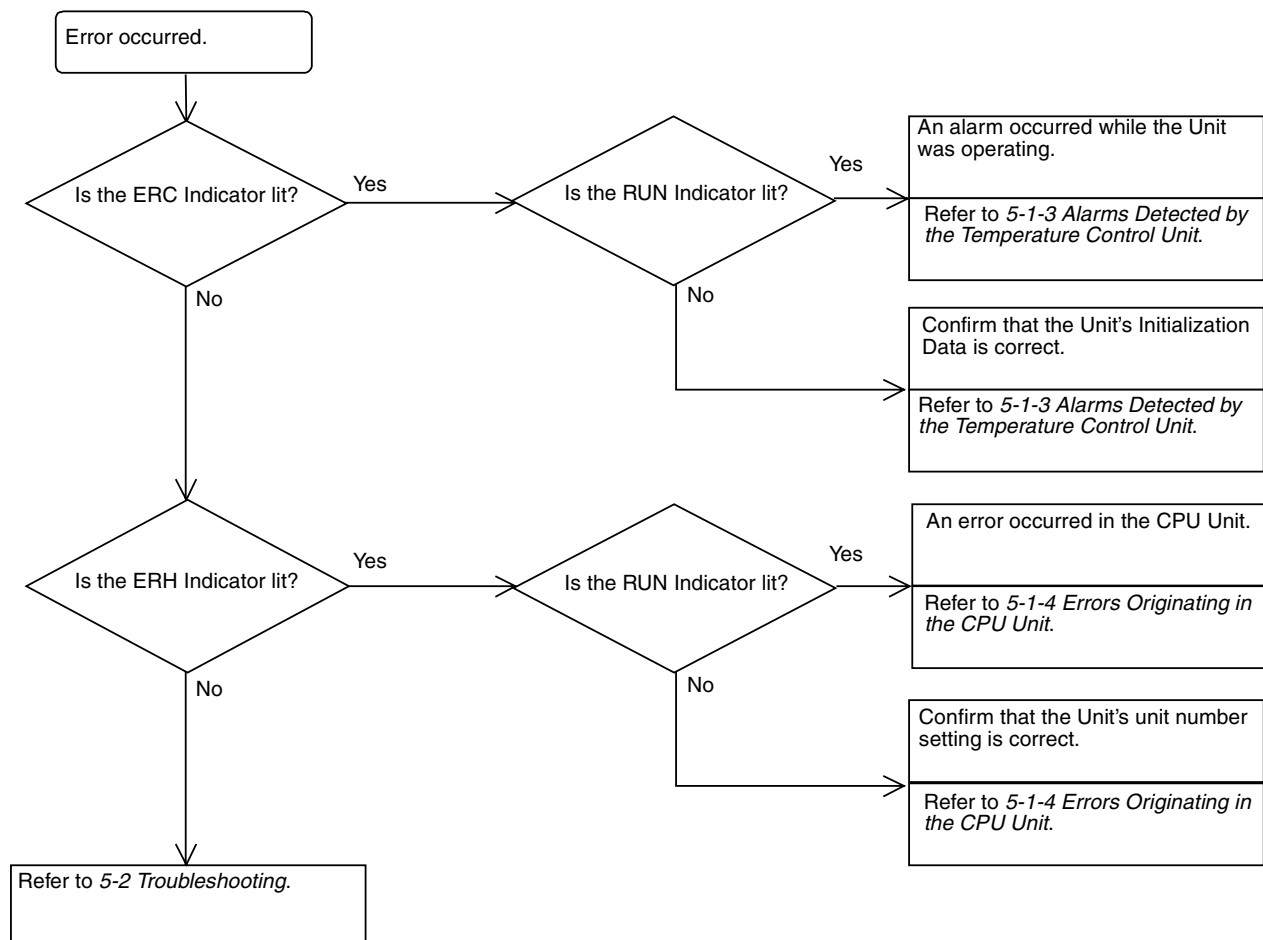 Error occurred.
Is the ERC Indicator lit?
Yes
Is the RUN Indicator lit?
Yes
An alarm occurred while the Unit
was operating.
Refer to 5-1-3 Alarms Detected by
the Temperature Control Unit.
No
No
Confirm that the Unit's Initialization
Data is correct.
Refer to 5-1-3 Alarms Detected by
the Temperature Control Unit.
Is the ERH Indicator lit?
Yes
Is the RUN Indicator lit?
Yes
An error occurred in the CPU Unit.
Refer to 5-1-4 Errors Originating in
the CPU Unit.
No
No
Confirm that the Unit's unit number
setting is correct.
Refer to 5-1-4 Errors Originating in
the CPU Unit.
Refer to 5-2 Troubleshooting.